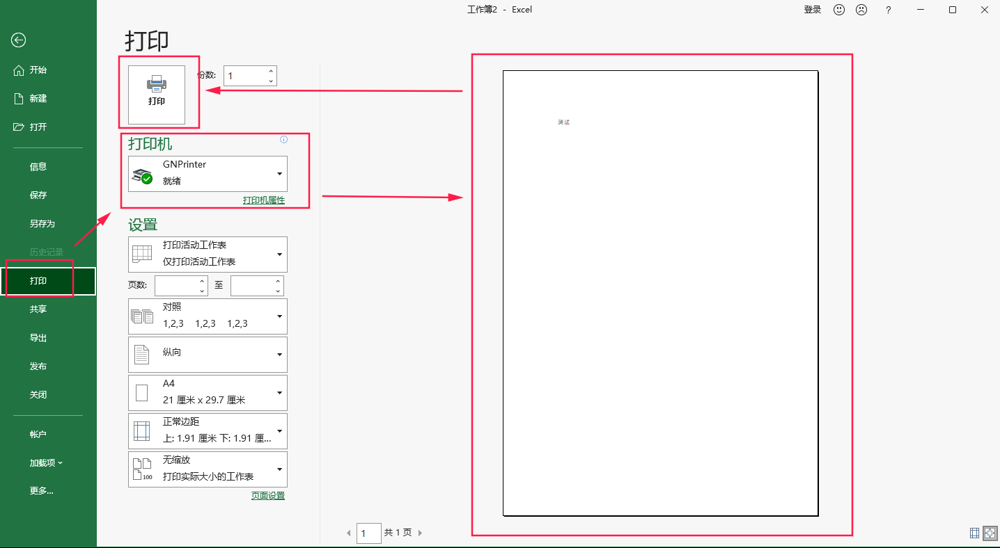 工作簿2 - Excel
登录
?
打印
开始
新建
打开
信息
保存
另存为
历史记录
打印
共享
导出
发布
关闭
帐户
加载项
更多...
打印
份数: 1
打印机
GNPrinter
就绪
打印机属性
设置
打印活动工作表
仅打印活动工作表
页数: 至
对照
1,2,3 1,2,3 1,2,3
纵向
A4
21 厘米 x 29.7 厘米
正常边距
上: 1.91 厘米 下: 1.91 厘...
无缩放
100
打印实际大小的工作表
页面设置
测试
1 共 1 页